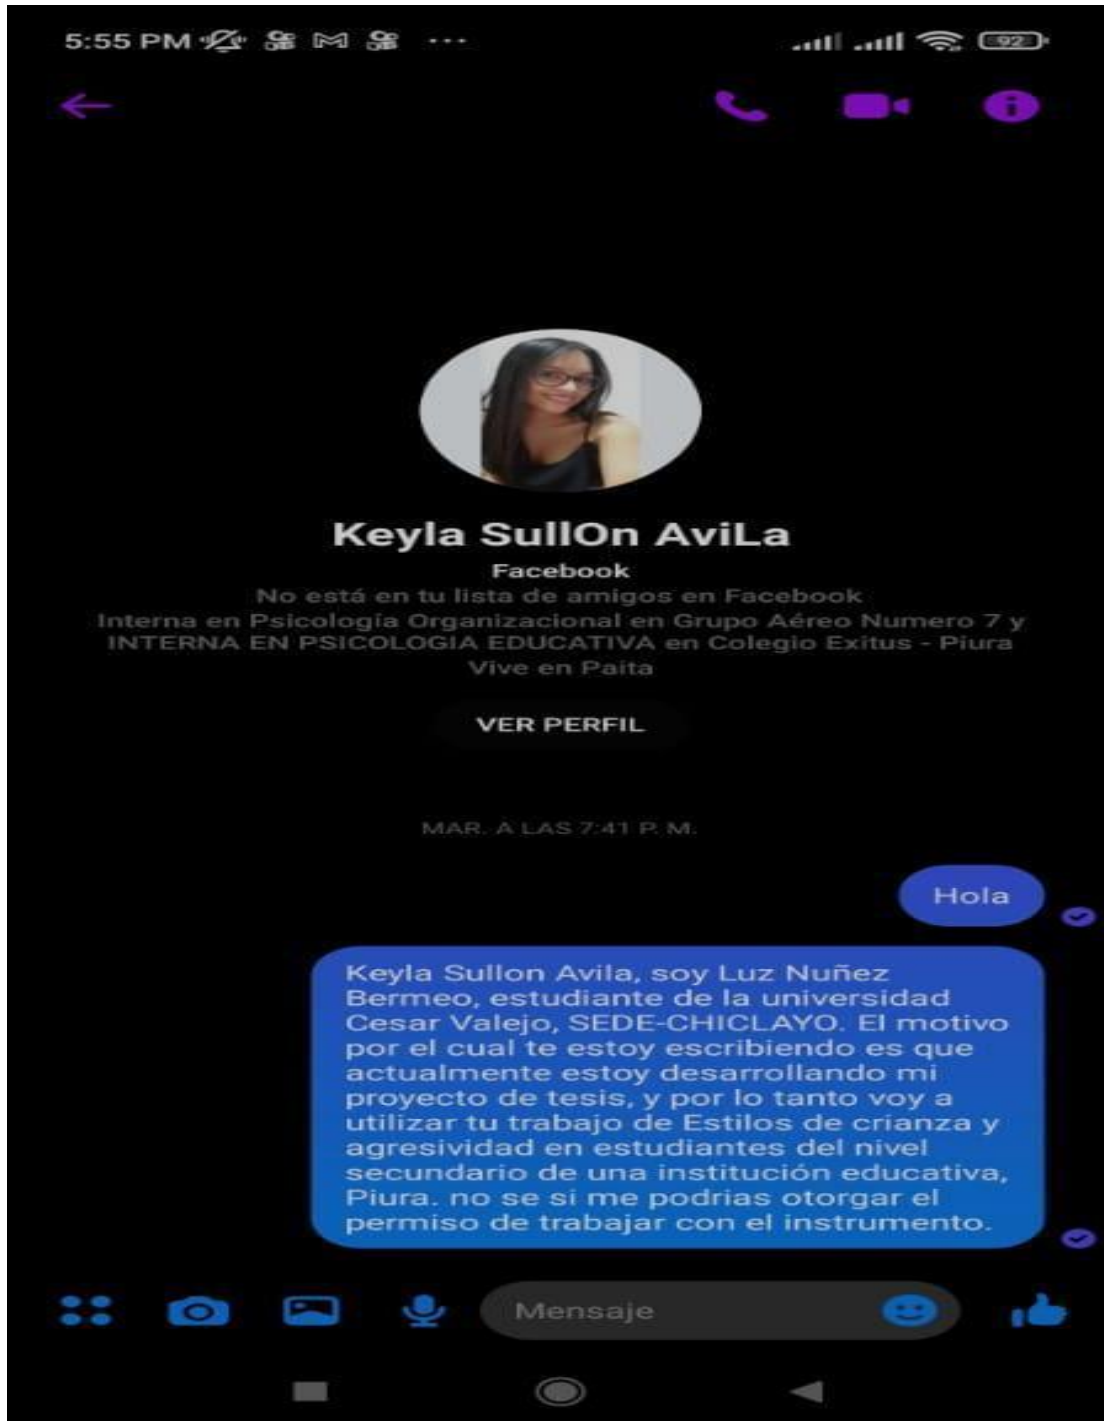 5:55 PM
92
Keyla SullOn AviLa
Facebook
No está en tu lista de amigos en Facebook
Interna en Psicología Organizacional en Grupo Aéreo Numero 7 y
INTERNA EN PSICOLOGIA EDUCATIVA en Colegio Exitus - Piura
Vive en Paita
VER PERFIL
MAR. A LAS 7:41 P. M.
Hola
Keyla Sullon Avila, soy Luz Nuñez
Bermeo, estudiante de la universidad
Cesar Valejo, SEDE-CHICLAYO. El motivo
por el cual te estoy escribiendo es que
actualmente estoy desarrollando mi
proyecto de tesis, y por lo tanto voy a
utilizar tu trabajo de Estilos de crianza y
agresividad en estudiantes del nivel
secundario de una institución educativa,
Piura. no se si me podrias otorgar el
permiso de trabajar con el instrumento.
Mensaje